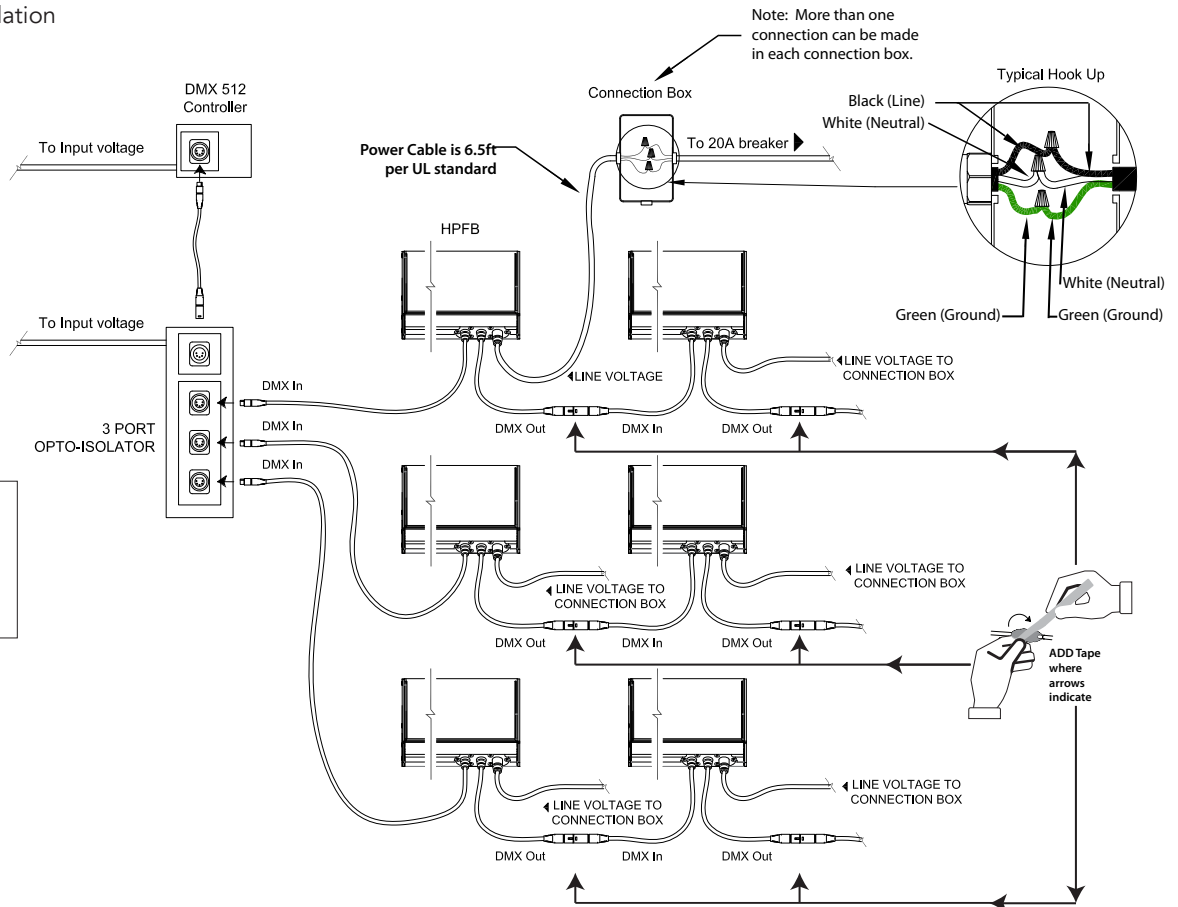 Note: More than one
connection can be made
in each connection box.
DMX 512
Controller
To Input voltage
Connection Box
Typical Hook Up
Black (Line)
White (Neutral)
Power Cable is 6.5ft
per UL standard
To 20A breaker
HPFB
White (Neutral)
Green (Ground)
Green (Ground)
To Input voltage
LINE VOLTAGE
LINE VOLTAGE TO
CONNECTION BOX
DMX In
DMX In
DMX In
3 PORT
OPTO-ISOLATOR
DMX Out
DMX In
DMX Out
LINE VOLTAGE TO
CONNECTION BOX
LINE VOLTAGE TO
CONNECTION BOX
DMX Out
DMX In
DMX Out
ADD Tape
where
arrows
indicate
LINE VOLTAGE TO
CONNECTION BOX
LINE VOLTAGE TO
CONNECTION BOX
DMX Out
DMX In
DMX Out